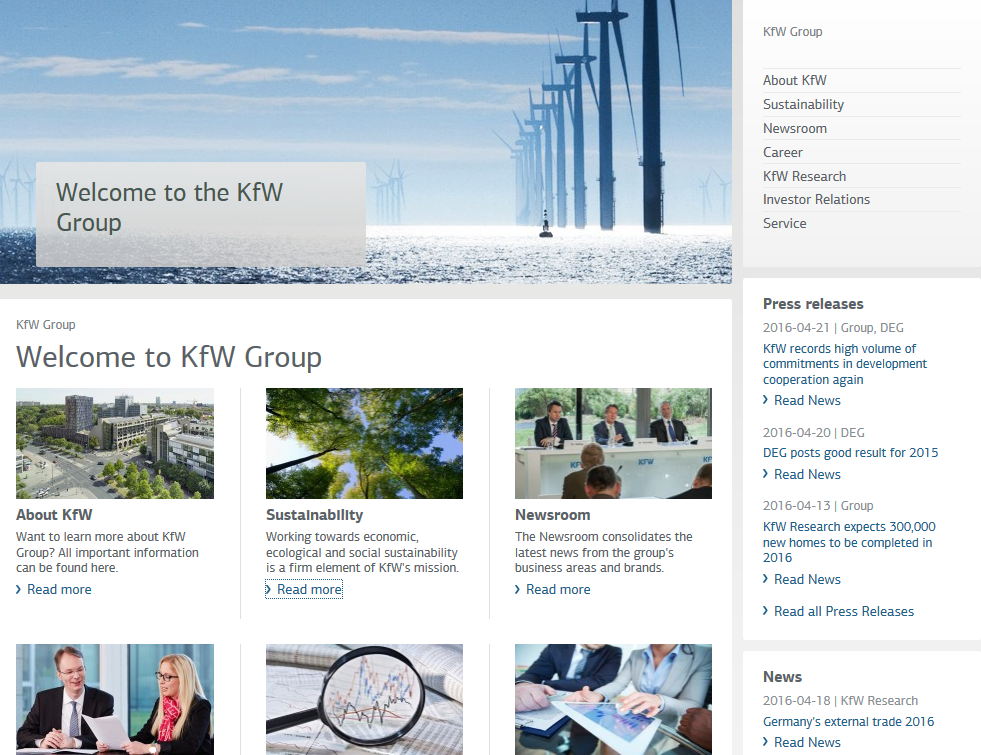 Welcome to the KfW
Group
KfW Group
Welcome to KfW Group
About KfW
Want to learn more about KfW
Group? All important information
can be found here.
Read more
Sustainability
Working towards economic,
ecological and social sustainability
is a firm element of KfW's mission.
Read more
KFW
KFW
Newsroom
The Newsroom consolidates the
latest news from the group's
business areas and brands.
Read more
KfW Group
About KfW
Sustainability
Newsroom
Career
KfW Research
Investor Relations
Service
Press releases
2016-04-21 | Group, DEG
KfW records high volume of
commitments in development
cooperation again
Read News
2016-04-20 | DEG
DEG posts good result for 2015
Read News
2016-04-13 | Group
KfW Research expects 300,000
new homes to be completed in
2016
Read News
Read all Press Releases
News
2016-04-18 | KfW Research
Germany's external trade 2016
Read News